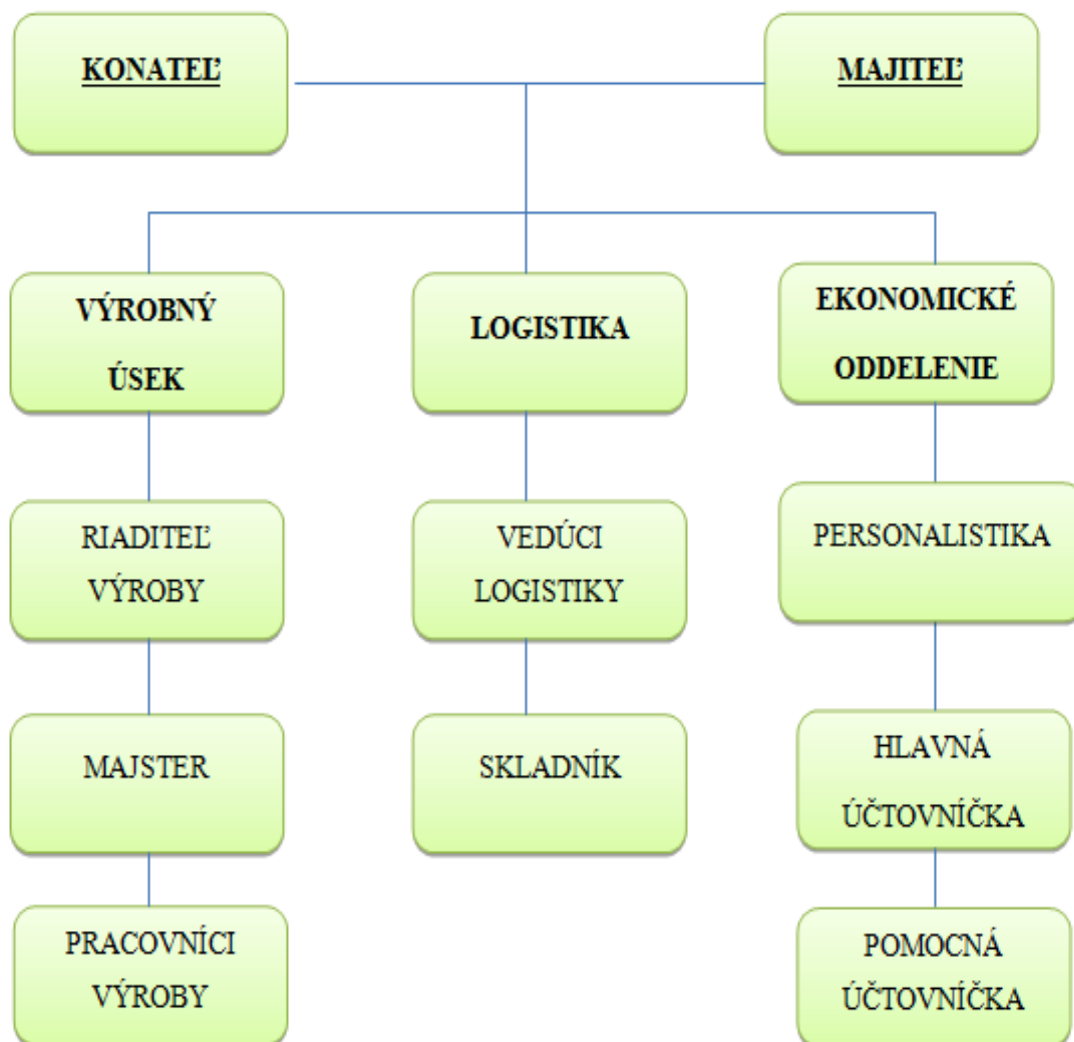 KONATEĽ
MAJITEĽ
VÝROBNÝ
ÚSEK
LOGISTIKA
EKONOMICKÉ
ODDELENIE
RIADITEĽ
VÝROBY
VEDÚCI
LOGISTIKY
PERSONALISTIKA
MAJSTER
SKLADNÍK
HLAVNÁ
ÚČTOVNÍČKA
PRACOVNÍCI
VÝROBY
POMOCNÁ
ÚČTOVNÍČKA